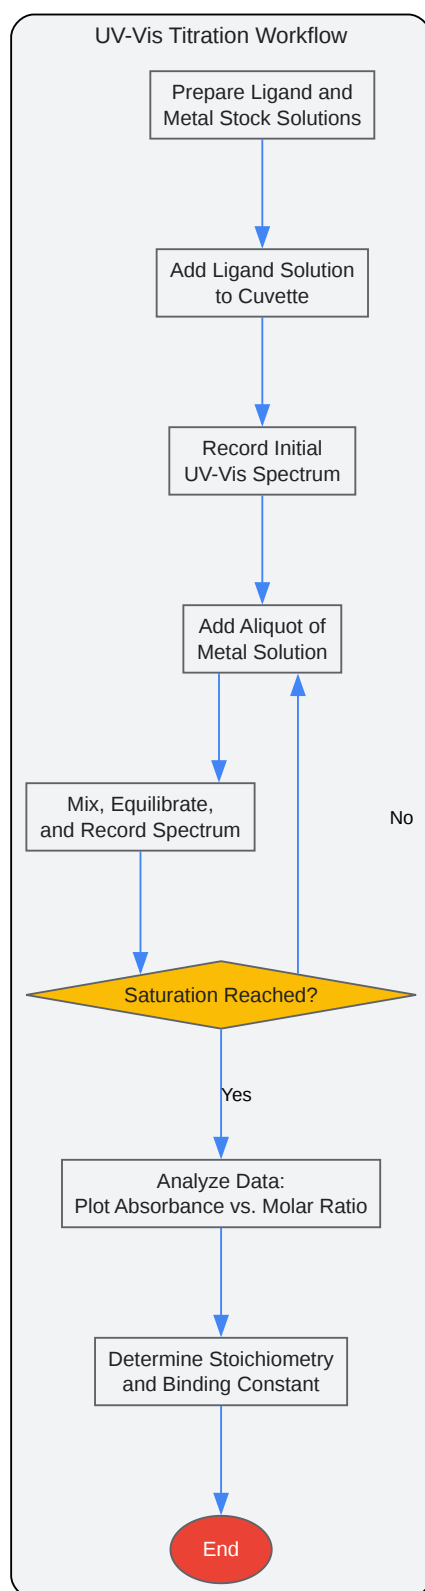 UV-Vis Titration Workflow
Prepare Ligand and
Metal Stock Solutions
Add Ligand Solution
to Cuvette
Record Initial
UV-Vis Spectrum
Add Aliquot of
Metal Solution
Mix, Equilibrate,
and Record Spectrum
No
Saturation Reached?
Yes
Analyze Data:
Plot Absorbance vs. Molar Ratio
Determine Stoichiometry
and Binding Constant
End